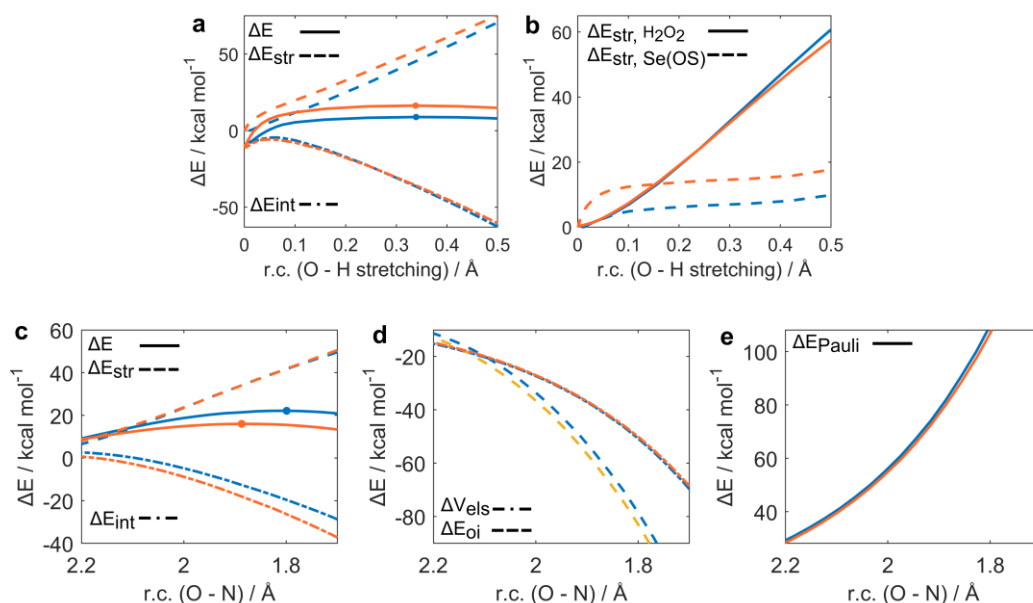 a
ΔE
ΔEstr
ΔEint
50
0
-50
ΔE / kcal mol⁻¹
0 0.1 0.2 0.3 0.4 0.5
r.c. (O - H stretching) / Å
b
ΔEstr, H₂O₂
ΔEstr, Se(OS)
60
40
20
0
ΔE / kcal mol⁻¹
0 0.1 0.2 0.3 0.4 0.5
r.c. (O - H stretching) / Å
c
ΔE
ΔEstr
ΔEint
60
40
20
0
-20
-40
ΔE / kcal mol⁻¹
2.2 2 1.8
r.c. (O - N) / Å
d
ΔVels
ΔEoi
-20
-40
-60
-80
ΔE / kcal mol⁻¹
2.2 2 1.8
r.c. (O - N) / Å
e
ΔEPauli
100
80
60
40
ΔE / kcal mol⁻¹
2.2 2 1.8
r.c. (O - N) / Å